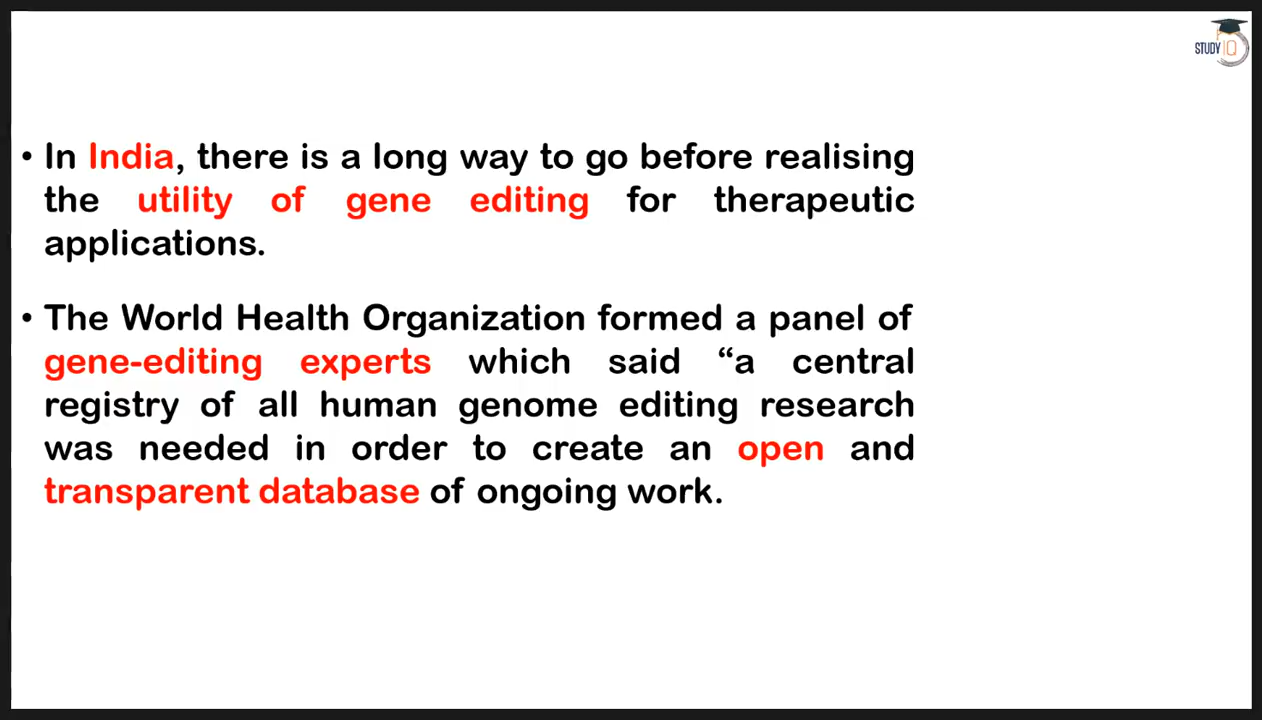 STUDY IQ
• In India, there is a long way to go before realising
the utility of gene editing for therapeutic
applications.
• The World Health Organization formed a panel of
gene-editing experts which said “a central
registry of all human genome editing research
was needed in order to create an open and
transparent database of ongoing work.